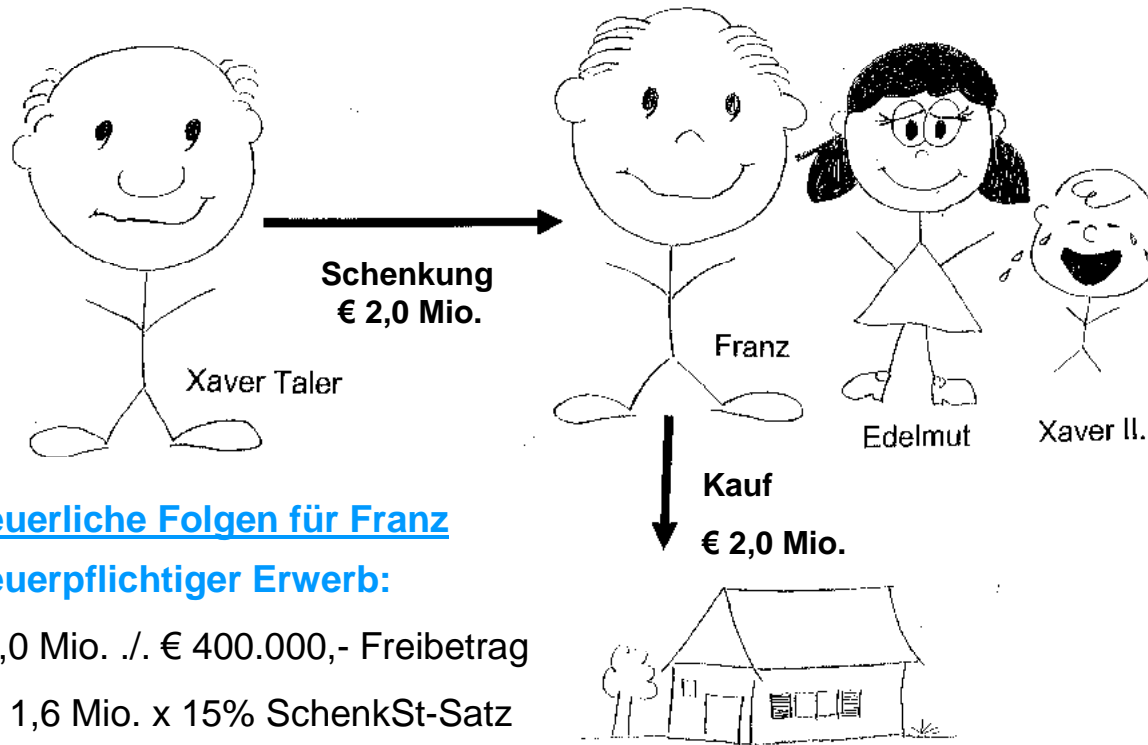 Schenkung
€ 2,0 Mio.
Xaver Taler
Franz
Edelmut
Xaver II.
Kauf
€ 2,0 Mio.
euerliche Folgen für Franz
euerpflichtiger Erwerb:
,0 Mio. ./. € 400.000,- Freibetrag
1,6 Mio. x 15% SchenkSt-Satz